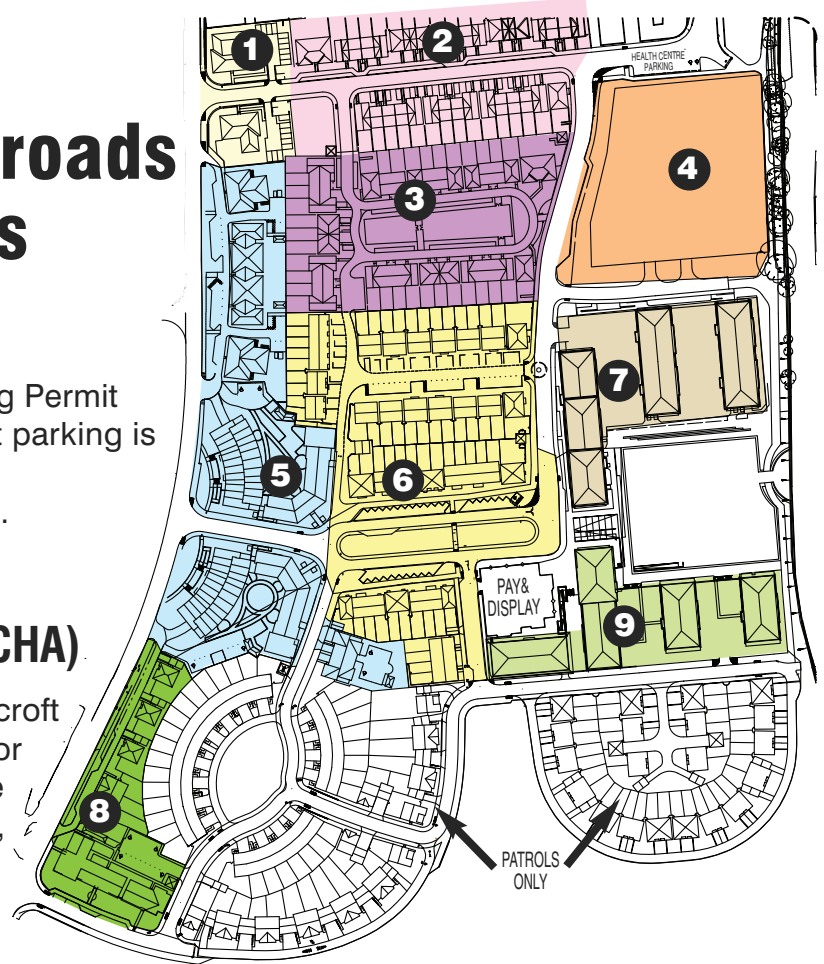 roads
s
g Permit
t parking is
.
CHA)
croft
or
e
,
1
2
HEALTH CENTRE
PARKING
3
4
5
6
7
PAY&
DISPLAY
8
9
PATROLS
ONLY